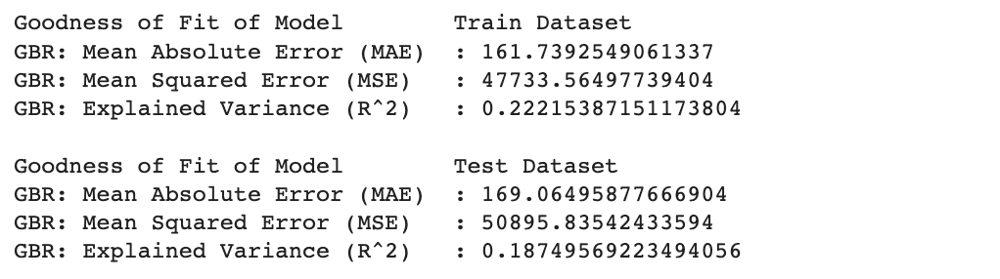 Goodness of Fit of Model Train Dataset
GBR: Mean Absolute Error (MAE) : 161.7392549061337
GBR: Mean Squared Error (MSE) : 47733.56497739404
GBR: Explained Variance (R^2) : 0.22215387151173804
Goodness of Fit of Model Test Dataset
GBR: Mean Absolute Error (MAE) : 169.06495877666904
GBR: Mean Squared Error (MSE) : 50895.83542433594
GBR: Explained Variance (R^2) : 0.18749569223494056